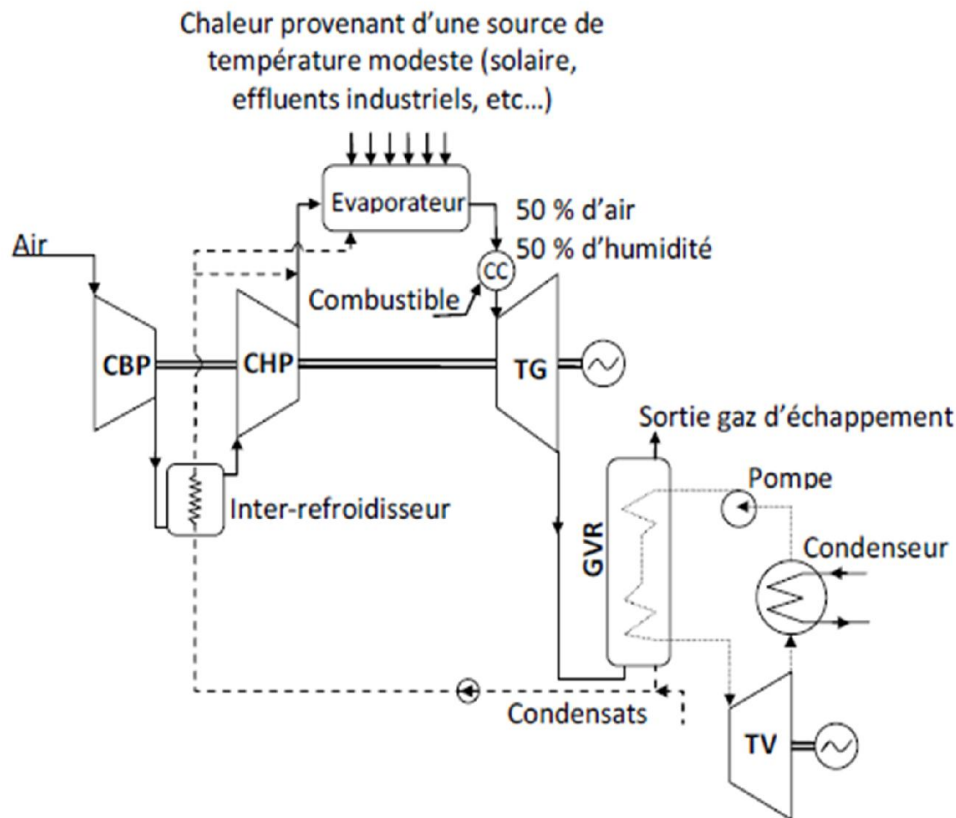 Chaleur provenant d’une source de
température modeste (solaire,
effluents industriels, etc...)
Evaporateur
50 % d’air
50 % d’humidité
Air
CC
Combustible
CBP
CHP
TG
Sortie gaz d’échappement
Pompe
Inter-refroidisseur
GVR
Condenseur
Condensats
TV